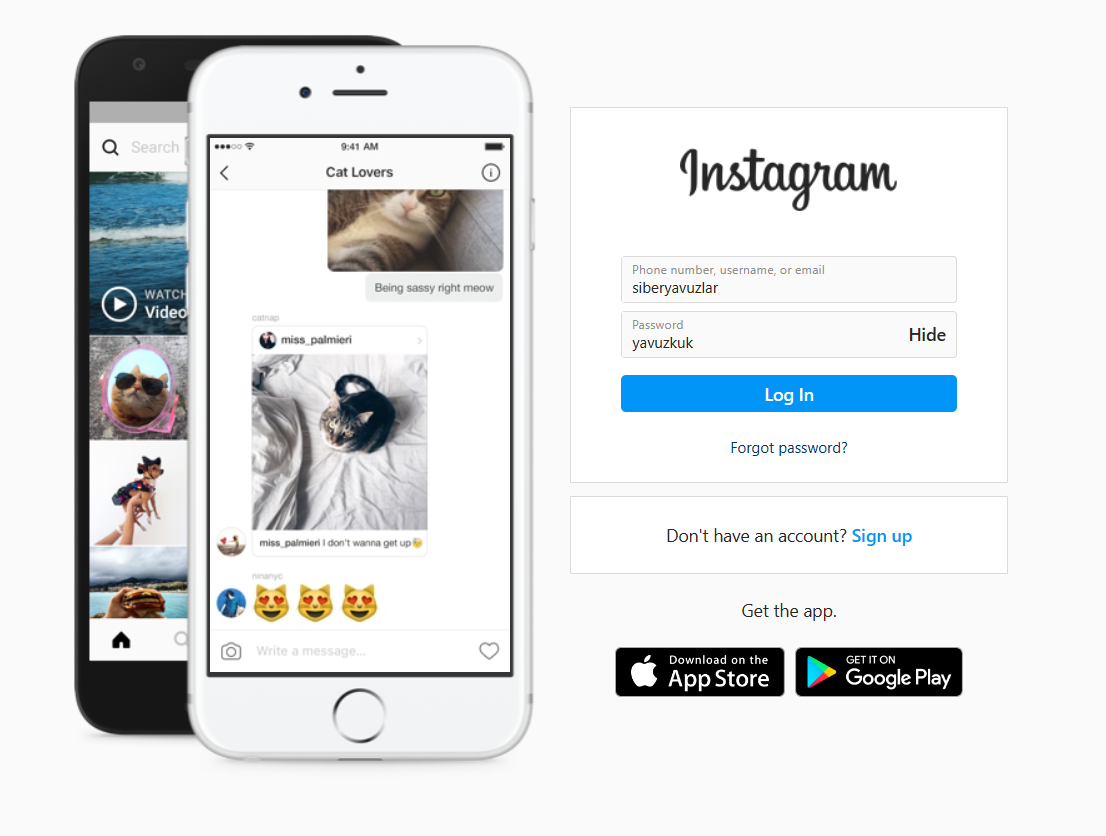 Search
WATCH
Video
9:41 AM
Cat Lovers
Being sassy right meow
catnap
miss_palmieri
miss_palmieri I don't wanna get up😴
ninanyc
Write a message...
Instagram
Phone number, username, or email
siberyavuzlar
Password
yavuzkuk
Hide
Log In
Forgot password?
Don't have an account? Sign up
Get the app.
Download on the
App Store
GET IT ON
Google Play